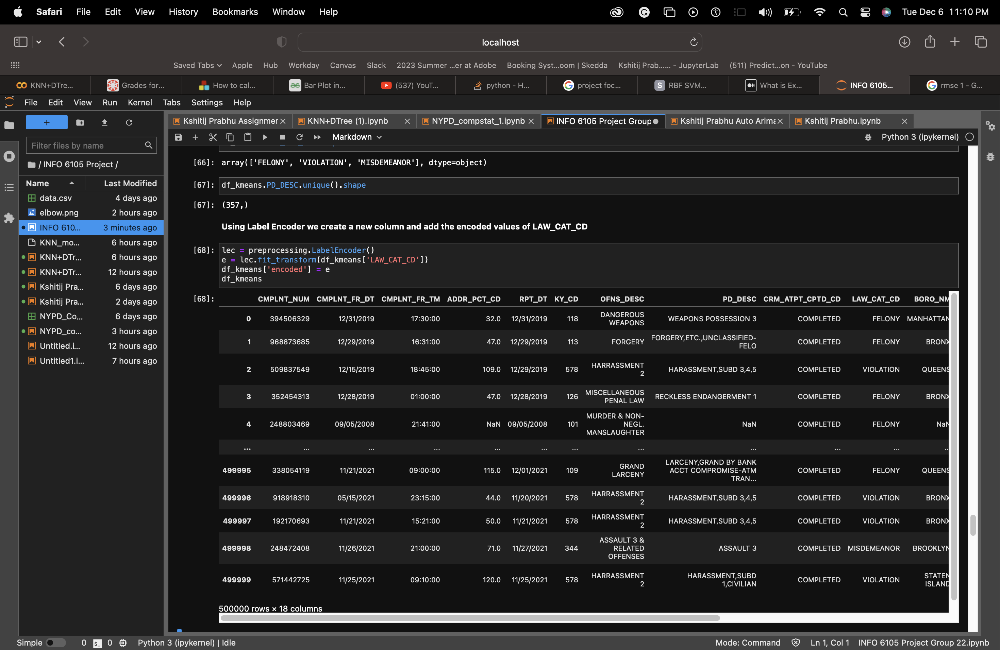 Safari File Edit View History Bookmarks Window Help Tue Dec 6 11:10 PM
localhost
Saved Tabs Apple Hub Workday Canvas Slack 2023 Summer ...er at Adobe Booking Syst...oom | Skedda Kshitij Prab...... - JupyterLab (511) Predict...on - YouTube
KNN+DTre... Grades for... How to cal... Bar Plot in... (537) YouT... python - H... project foc... RBF SVM... What is Ex... INFO 6105... rmse 1 - G...
File Edit View Run Kernel Tabs Settings Help
Kshitij Prabhu Assignmer KNN+DTree (1).ipynb NYPD_compstat_1.ipynb INFO 6105 Project Group Kshitij Prabhu Auto Arima Kshitij Prabhu.ipynb
Markdown Python 3 (ipykernel)
Filter files by name
/ INFO 6105 Project /
Name Last Modified
data.csv 4 days ago
elbow.png 2 hours ago
INFO 610... 3 minutes ago
KNN_mo... 6 hours ago
KNN+DTr... 6 hours ago
KNN+DTr... 12 hours ago
Kshitij Pra... 6 days ago
Kshitij Pra... 2 days ago
NYPD_Co... 6 days ago
NYPD_co... 3 hours ago
Untitled.i... 12 hours ago
Untitled1.i... 7 hours ago
[66]: array(['FELONY', 'VIOLATION', 'MISDEMEANOR'], dtype=object)
[67]: df_kmeans.PD_DESC.unique().shape
[67]: (357,)
Using Label Encoder we create a new column and add the encoded values of LAW_CAT_CD
[68]: lec = preprocessing.LabelEncoder()
e = lec.fit_transform(df_kmeans['LAW_CAT_CD'])
df_kmeans['encoded'] = e
df_kmeans
[68]: CMPLNT_NUM CMPLNT_FR_DT CMPLNT_FR_TM ADDR_PCT_CD RPT_DT KY_CD OFNS_DESC PD_DESC CRM_ATPT_CPTD_CD LAW_CAT_CD BORO_NM
0 394506329 12/31/2019 17:30:00 32.0 12/31/2019 118 DANGEROUS WEAPONS WEAPONS POSSESSION 3 COMPLETED FELONY MANHATTAN
1 968873685 12/29/2019 16:31:00 47.0 12/29/2019 113 FORGERY FORGERY,ETC.,UNCLASSIFIED-FELO COMPLETED FELONY BRONX
2 509837549 12/15/2019 18:45:00 109.0 12/29/2019 578 HARRASSMENT 2 HARASSMENT,SUBD 3,4,5 COMPLETED VIOLATION QUEENS
3 352454313 12/28/2019 01:00:00 47.0 12/28/2019 126 MISCELLANEOUS PENAL LAW RECKLESS ENDANGERMENT 1 COMPLETED FELONY BRONX
4 248803469 09/05/2008 21:41:00 NaN 09/05/2008 101 MURDER & NON-NEGL. MANSLAUGHTER NaN COMPLETED FELONY NaN
... ... ... ... ... ... ... ... ... ... ... ...
499995 338054119 11/21/2021 09:00:00 115.0 12/01/2021 109 GRAND LARCENY LARCENY,GRAND BY BANK ACCT COMPROMISE-ATM TRAN... COMPLETED FELONY QUEENS
499996 918918310 05/15/2021 23:15:00 44.0 11/20/2021 578 HARRASSMENT 2 HARASSMENT,SUBD 3,4,5 COMPLETED VIOLATION BRONX
499997 192170693 11/21/2021 15:21:00 50.0 11/21/2021 578 HARRASSMENT 2 HARASSMENT,SUBD 3,4,5 COMPLETED VIOLATION BRONX
499998 248472408 11/26/2021 21:00:00 71.0 11/27/2021 344 ASSAULT 3 & RELATED OFFENSES ASSAULT 3 COMPLETED MISDEMEANOR BROOKLYN
499999 571442725 11/25/2021 09:10:00 120.0 11/25/2021 578 HARRASSMENT 2 HARASSMENT,SUBD 1,CIVILIAN COMPLETED VIOLATION STATEN ISLAND
500000 rows × 18 columns
Simple 0 0 Python 3 (ipykernel) | Idle Mode: Command Ln 1, Col 1 INFO 6105 Project Group 22.ipynb